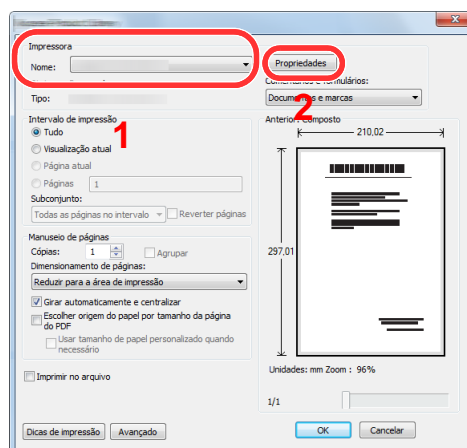 Impressora
Nome:
Propriedades
Comentários e formulários:
Tipo:
Documentos e marcas
2
Intervalo de impressão
1
Tudo
Visualização atual
Página atual
Páginas 1
Subconjunto:
Todas as páginas no intervalo Reverter páginas
Manuseio de páginas
Cópias: 1 Agrupar
Dimensionamento de páginas:
Reduzir para a área de impressão
Girar automaticamente e centralizar
Escolher origem do papel por tamanho da página
do PDF
Usar tamanho de papel personalizado quando
necessário
Imprimir no arquivo
Anterior: Composto
210,02
297,01
Unidades: mm Zoom : 96%
1/1
Dicas de impressão Avançado OK Cancelar